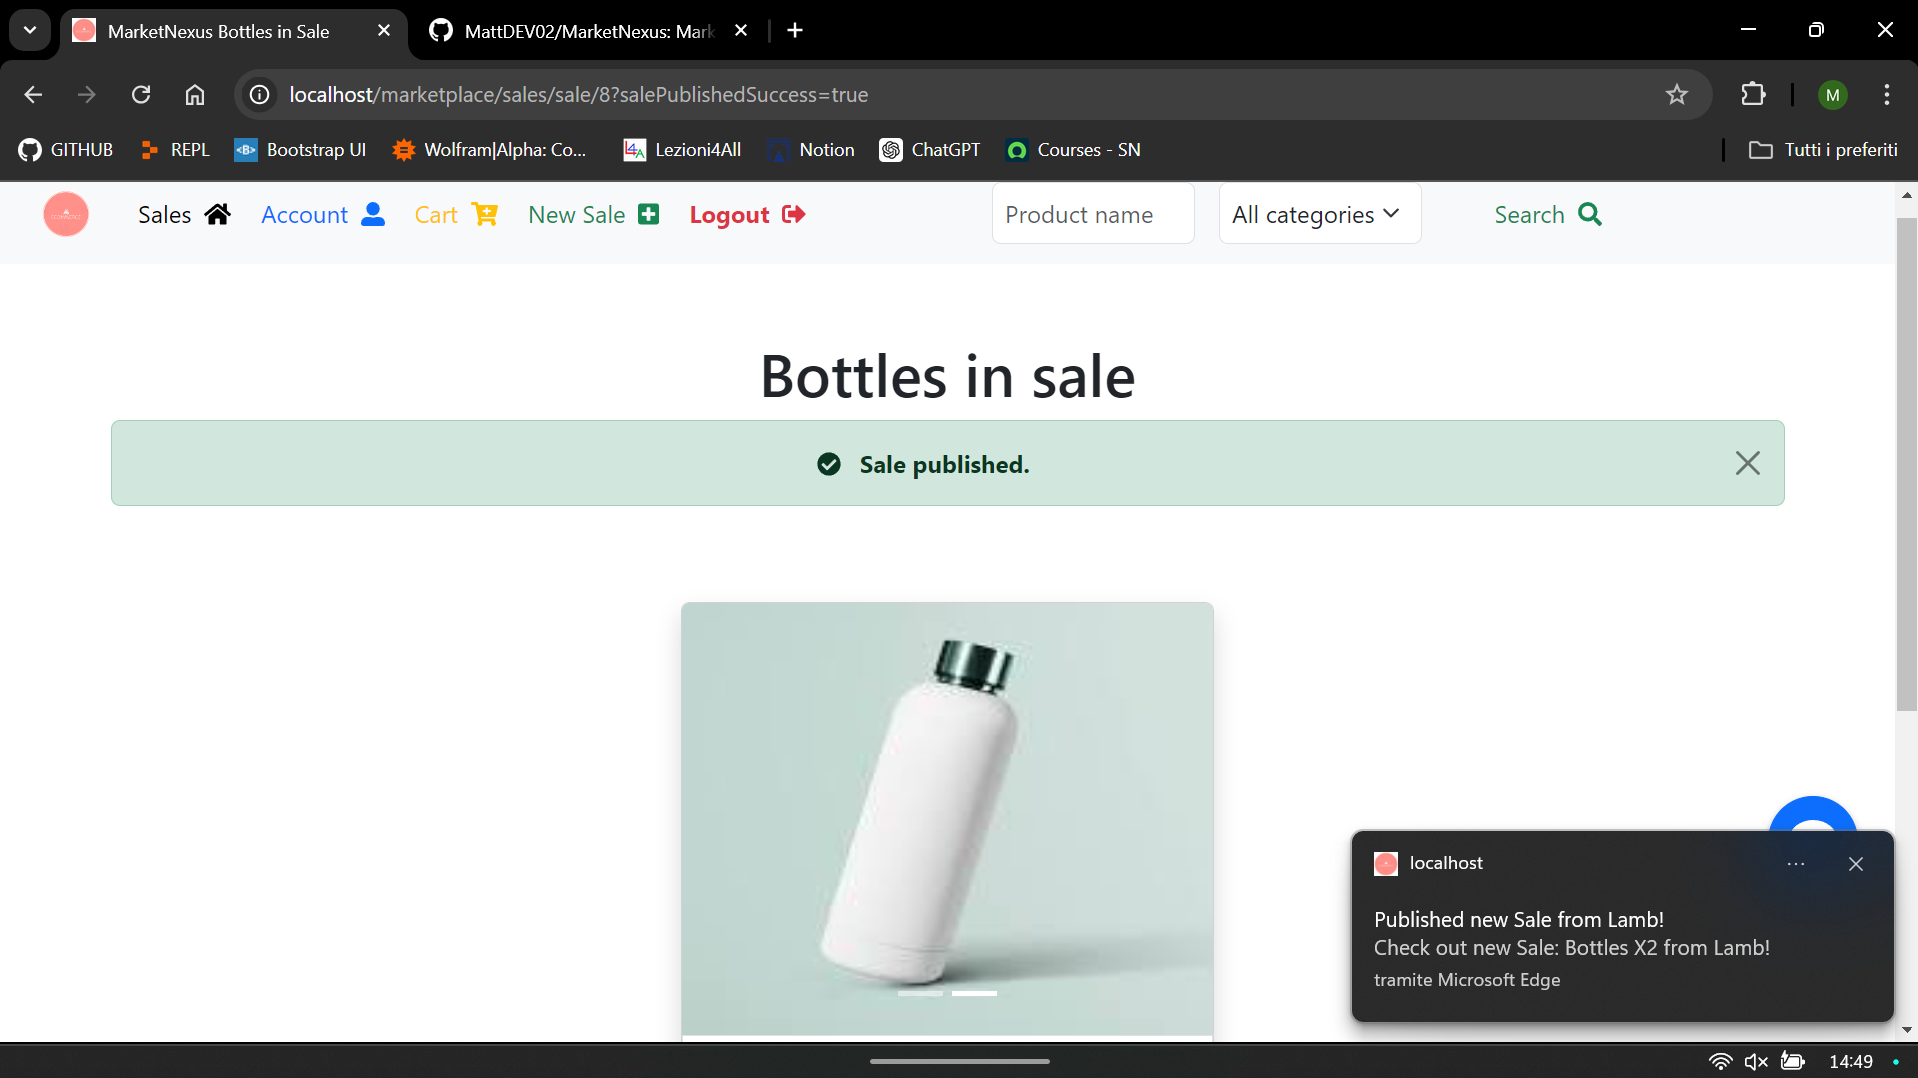 MarketNexus Bottles in Sale
MattDEV02/MarketNexus: Mark
localhost/marketplace/sales/sale/8?salePublishedSuccess=true
M
GITHUB
REPL
Bootstrap UI
Wolfram|Alpha: Co...
Lezioni4All
Notion
ChatGPT
Courses - SN
Tutti i preferiti
Sales
Account
Cart
New Sale
Logout
Product name
All categories
Search
Bottles in sale
Sale published.
localhost
Published new Sale from Lamb!
Check out new Sale: Bottles X2 from Lamb!
tramite Microsoft Edge
14:49